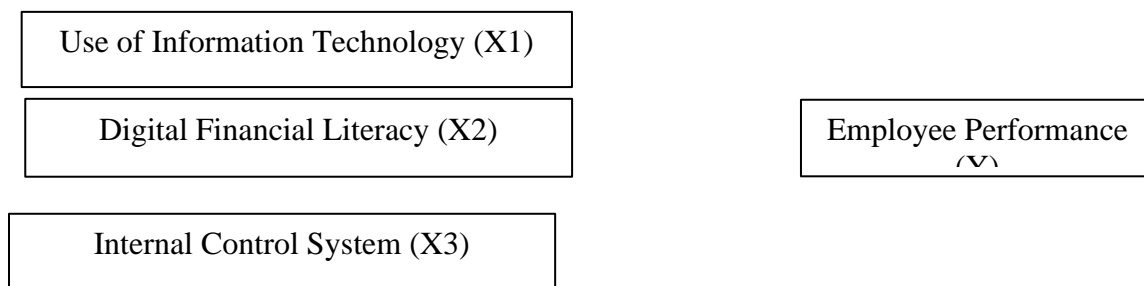 Use of Information Technology (X1)
Digital Financial Literacy (X2)
Employee Performance
Internal Control System (X3)